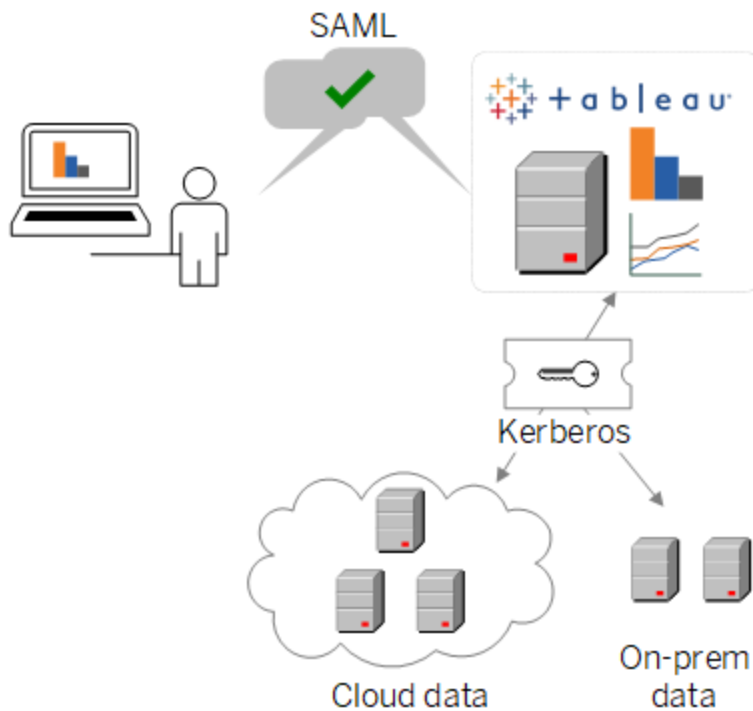 SAML
+ableau
Kerberos
Cloud data
On-prem
data